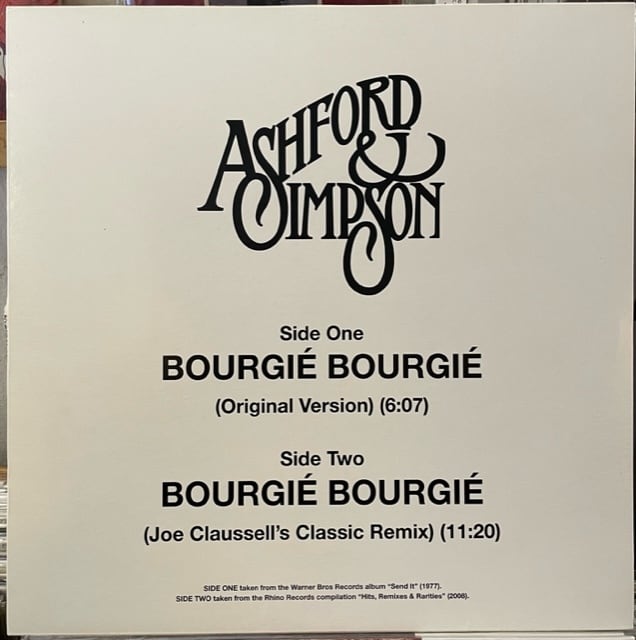 ASHFORD
&
SIMPSON
Side One
BOURGIÉ BOURGIÉ
(Original Version) (6:07)
Side Two
BOURGIÉ BOURGIÉ
(Joe Claussell's Classic Remix) (11:20)
SIDE ONE taken from the Warner Bros Records album "Send It" (1977).
SIDE TWO taken from the Rhino Records compilation "Hits, Remixes & Rarities" (2008).